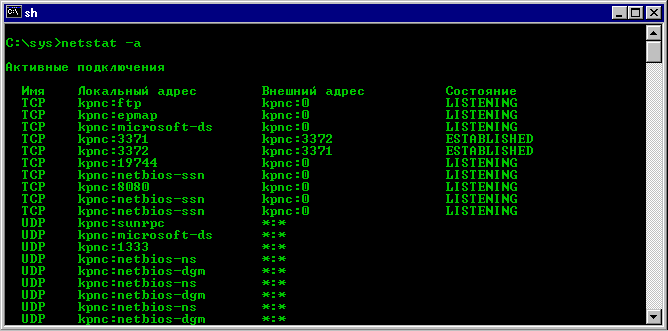 sh
C:\sys>netstat -a
Активные подключения
Имя Локальный адрес Внешний адрес Состояние
TCP kpnc:ftp kpnc:0 LISTENING
TCP kpnc:epmap kpnc:0 LISTENING
TCP kpnc:microsoft-ds kpnc:0 LISTENING
TCP kpnc:3371 kpnc:3372 ESTABLISHED
TCP kpnc:3372 kpnc:3371 ESTABLISHED
TCP kpnc:19744 kpnc:0 LISTENING
TCP kpnc:netbios-ssn kpnc:0 LISTENING
TCP kpnc:8080 kpnc:0 LISTENING
TCP kpnc:netbios-ssn kpnc:0 LISTENING
TCP kpnc:netbios-ssn kpnc:0 LISTENING
UDP kpnc:sunrpc *:*
UDP kpnc:microsoft-ds *:*
UDP kpnc:1333 *:*
UDP kpnc:netbios-ns *:*
UDP kpnc:netbios-dgm *:*
UDP kpnc:netbios-ns *:*
UDP kpnc:netbios-dgm *:*
UDP kpnc:netbios-ns *:*
UDP kpnc:netbios-dgm *:*